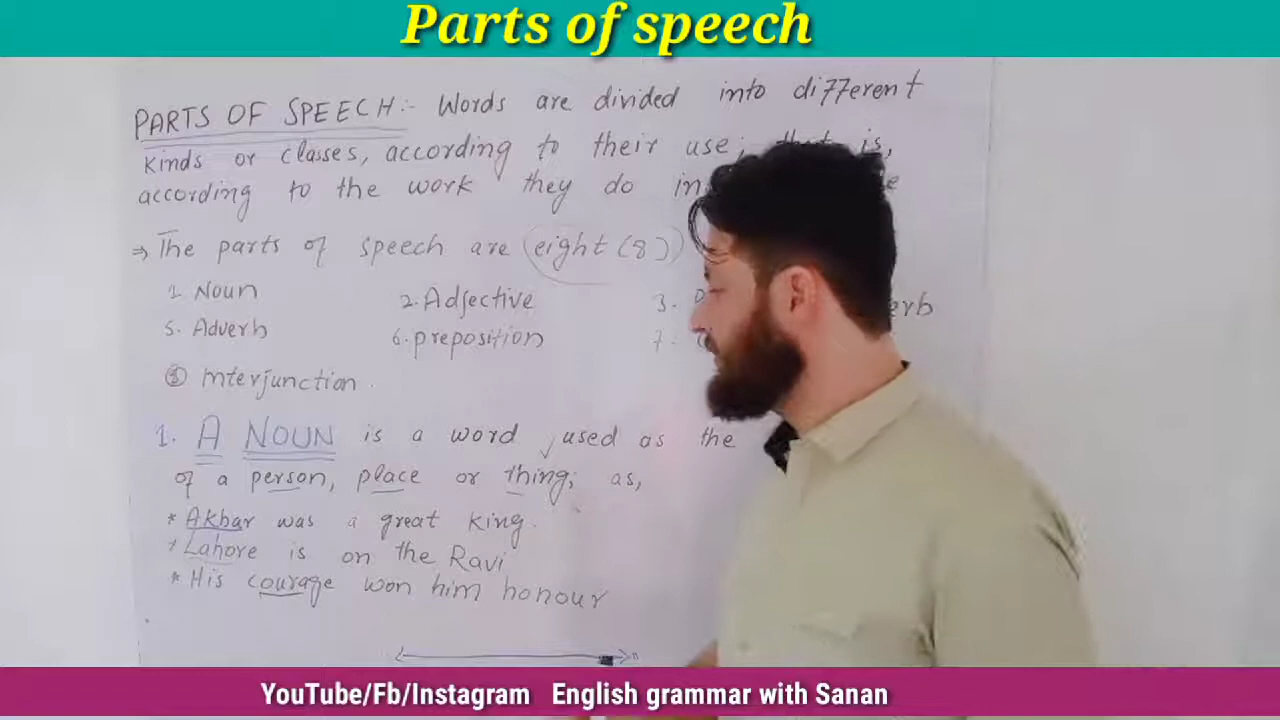 Parts of speech
PARTS OF SPEECH:- Words are divided into different
kinds or classes, according to their use; that is,
according to the work they do in
⇒ The parts of speech are eight (8)
1. Noun 2. Adjective 3.
5. Adverb 6. preposition 7.
⑧ interjunction.
1. A NOUN is a word used as the
of a person, place or thing; as,
* Akbar was a great king.
* Lahore is on the Ravi
* His courage won him honour
YouTube/Fb/Instagram English grammar with Sanan